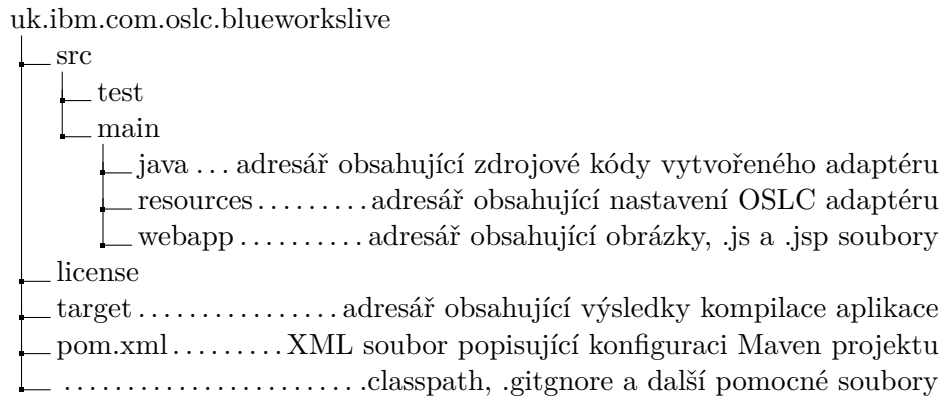 uk.ibm.com.oslc.blueworkslive
src
test
main
java ... adresář obsahující zdrojové kódy vytvořeného adaptéru
resources ......... adresář obsahující nastavení OSLC adaptéru
webapp .......... adresář obsahující obrázky, .js a .jsp soubory
license
target ................ adresář obsahující výsledky kompilace aplikace
pom.xml ......... XML soubor popisující konfiguraci Maven projektu
........................ .classpath, .gitgnore a další pomocné soubory